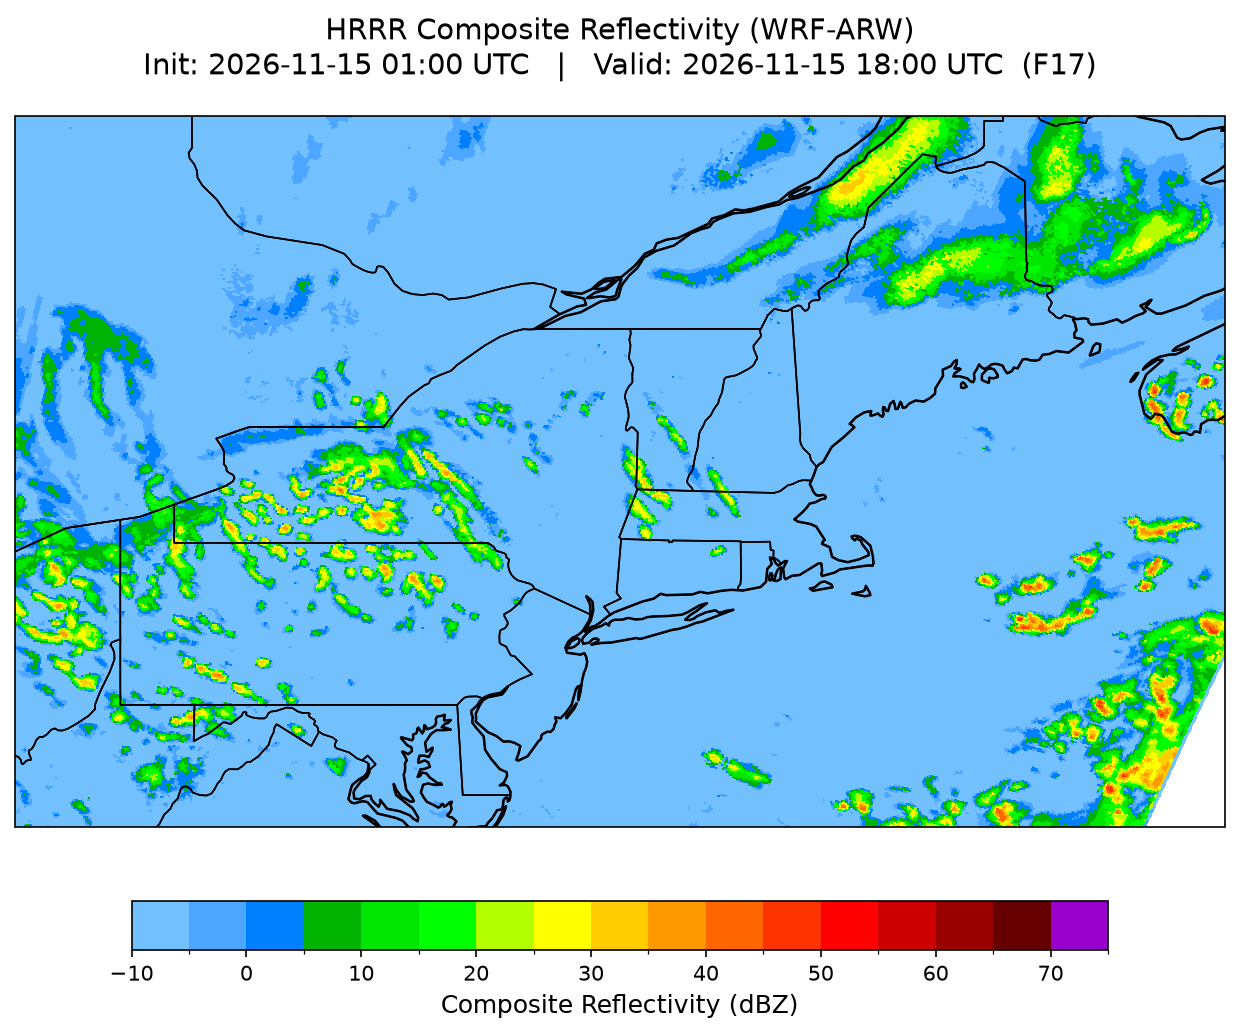 HRRR Composite Reflectivity (WRF-ARW)
Init: 2026-11-15 01:00 UTC | Valid: 2026-11-15 18:00 UTC (F17)
−10 0 10 20 30 40 50 60 70
Composite Reflectivity (dBZ)